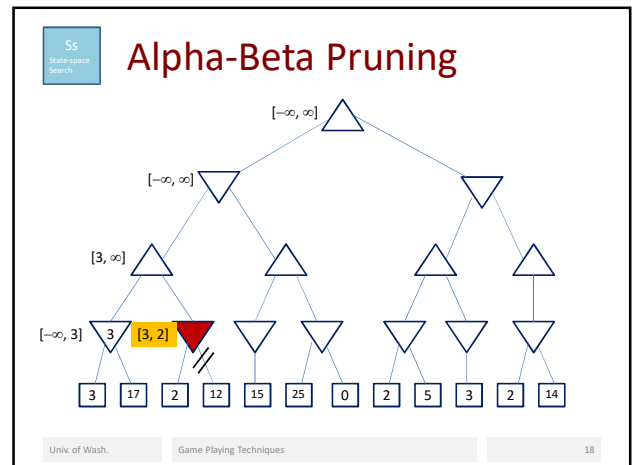 Ss
State-space
Search
Alpha-Beta Pruning
[−∞, ∞]
[−∞, ∞]
[3, ∞]
[−∞, 3]
3
[3, 2]
3 17 2 12 15 25 0 2 5 3 2 14
Univ. of Wash. Game Playing Techniques 18